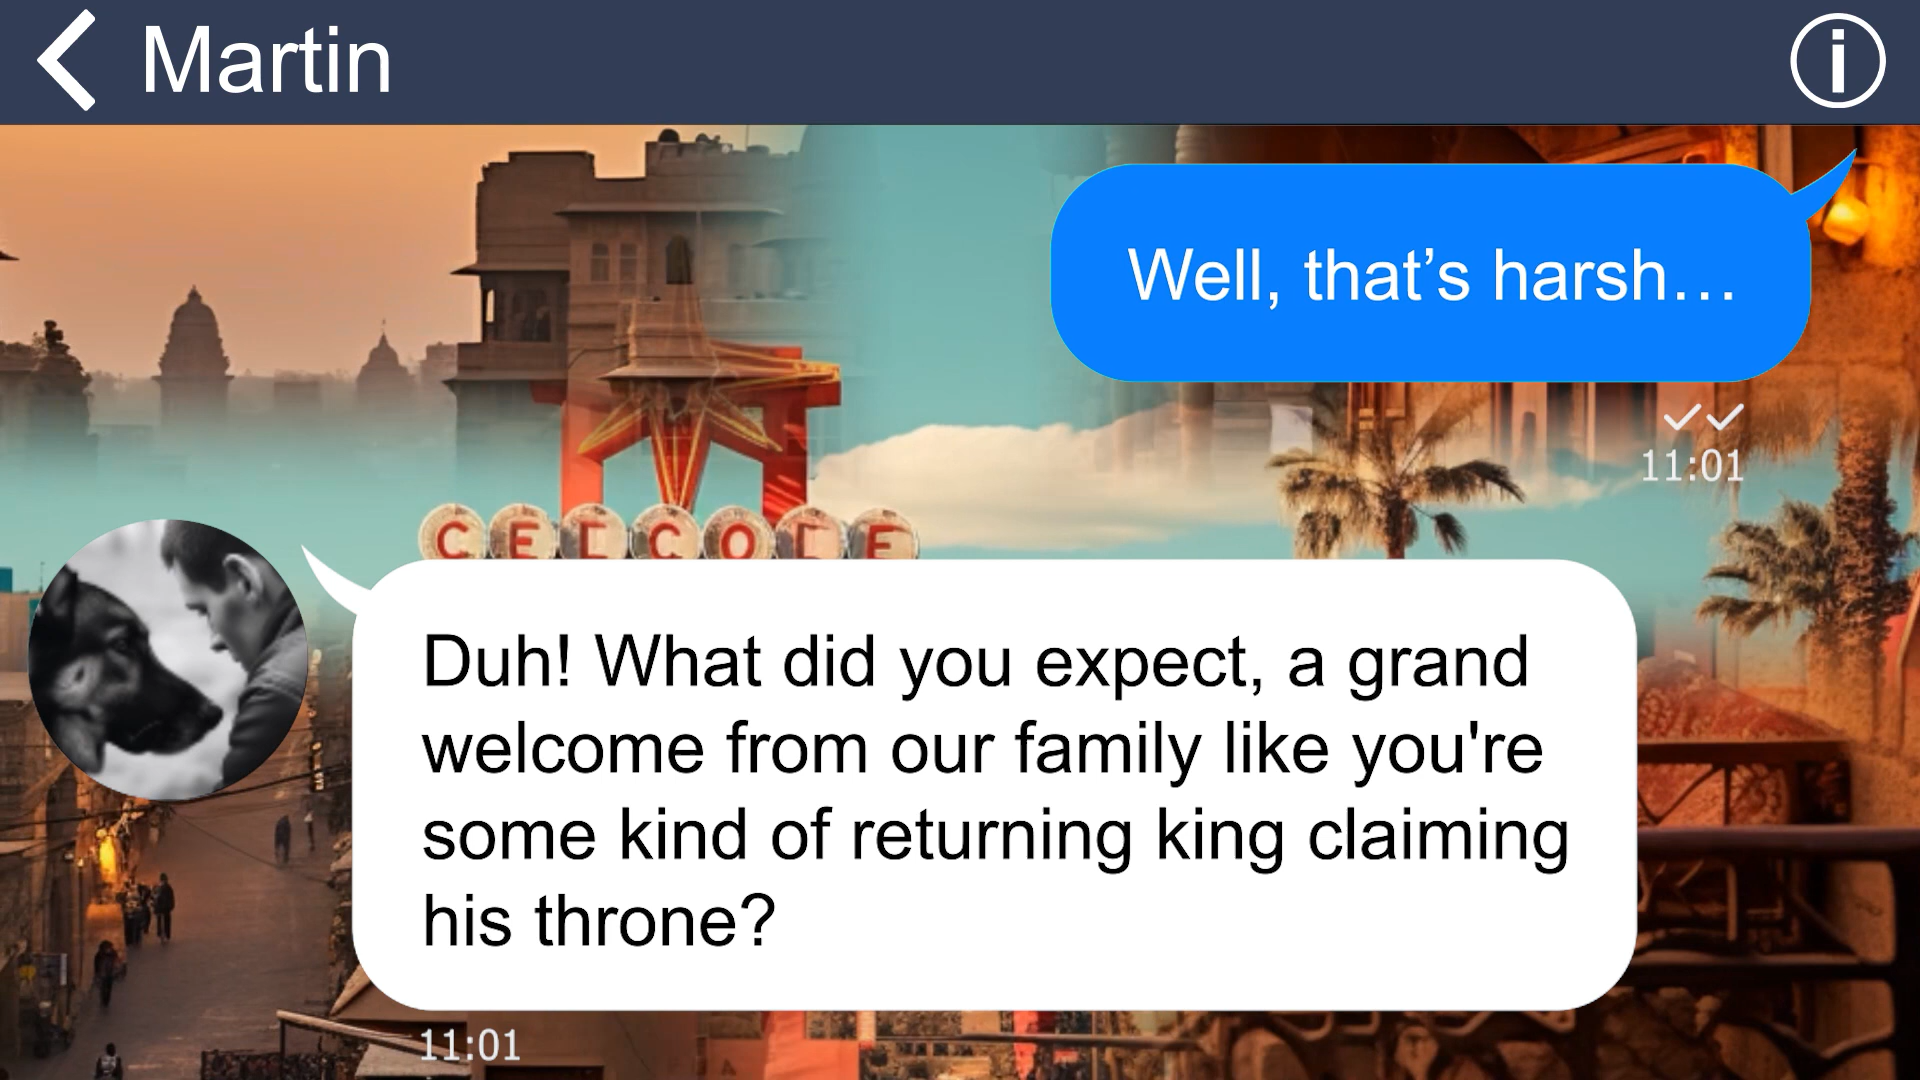 Martin
Well, that’s harsh…
11:01
CELCOLE
Duh! What did you expect, a grand
welcome from our family like you're
some kind of returning king claiming
his throne?
11:01